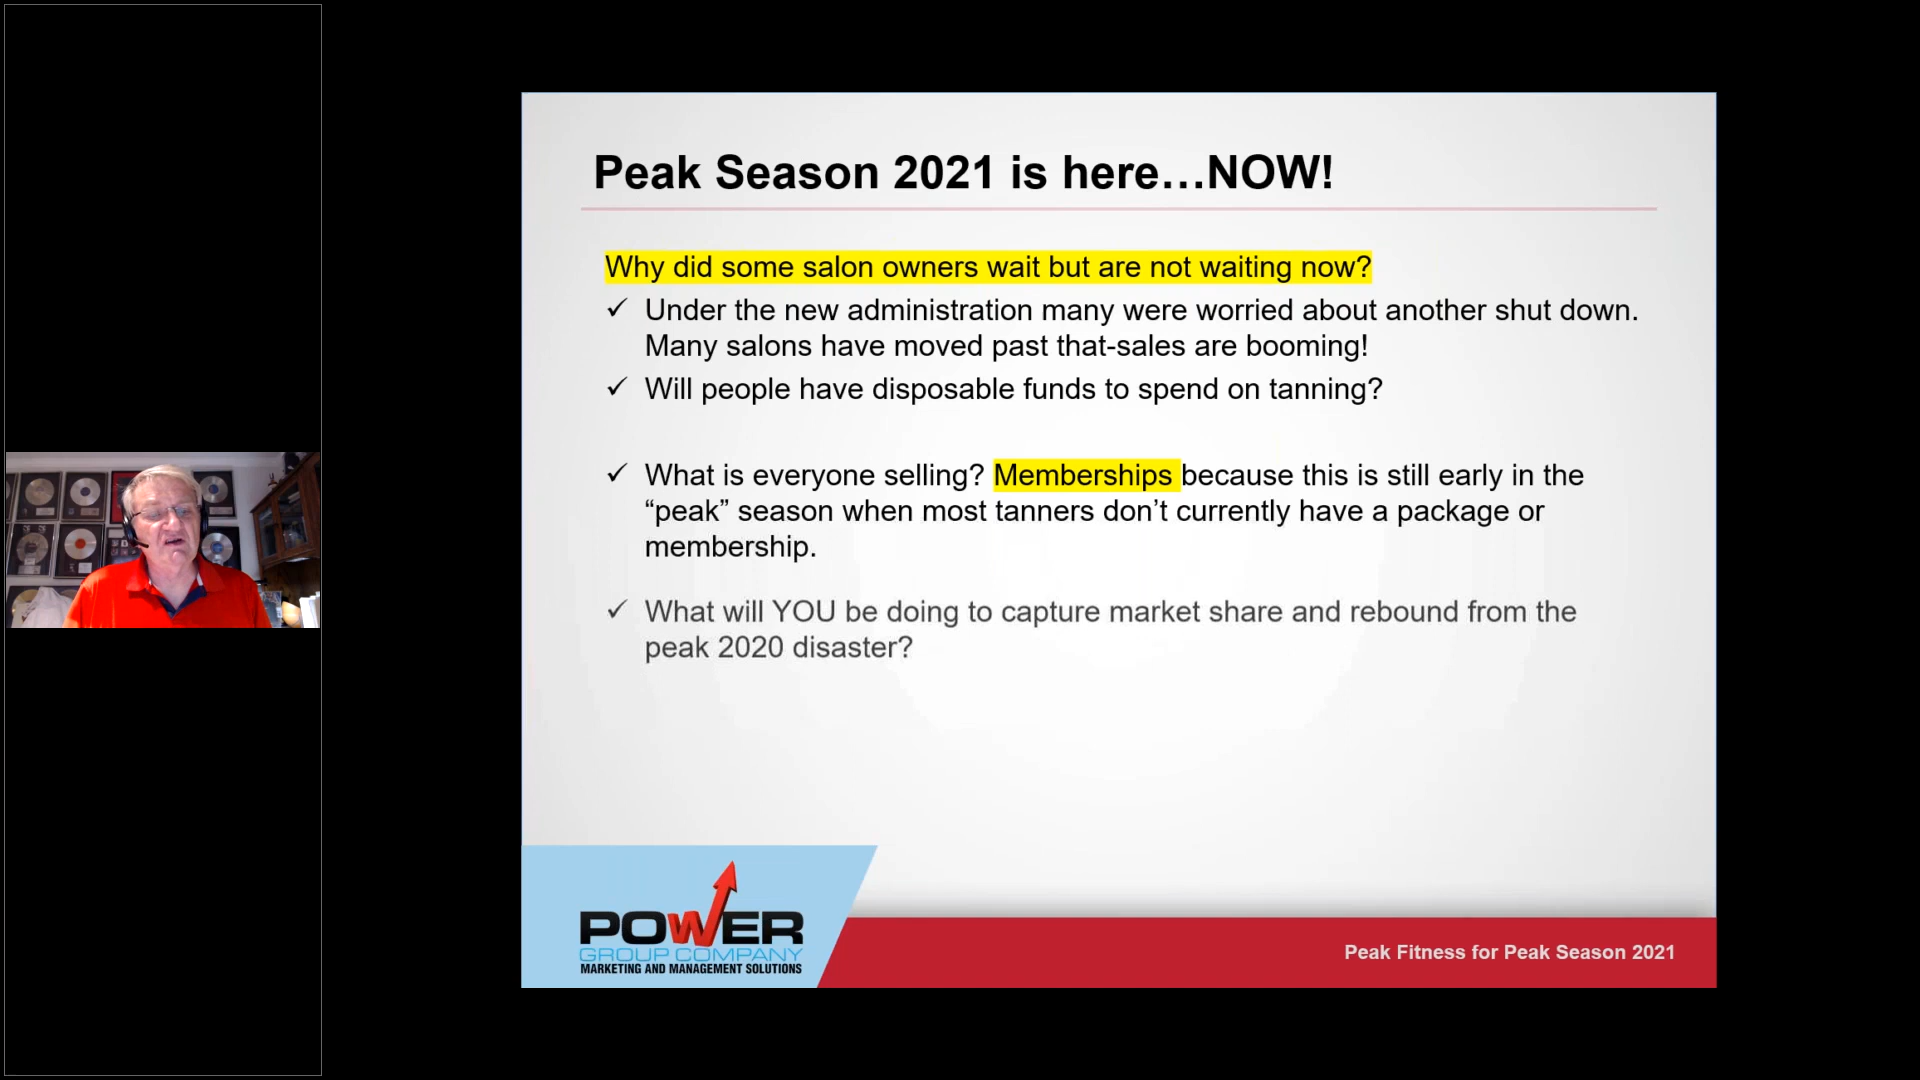 Peak Season 2021 is here…NOW!
Why did some salon owners wait but are not waiting now?
✓ Under the new administration many were worried about another shut down.
Many salons have moved past that-sales are booming!
✓ Will people have disposable funds to spend on tanning?
✓ What is everyone selling? Memberships because this is still early in the
“peak” season when most tanners don’t currently have a package or
membership.
✓ What will YOU be doing to capture market share and rebound from the
peak 2020 disaster?
POWER
GROUP COMPANY
MARKETING AND MANAGEMENT SOLUTIONS
Peak Fitness for Peak Season 2021